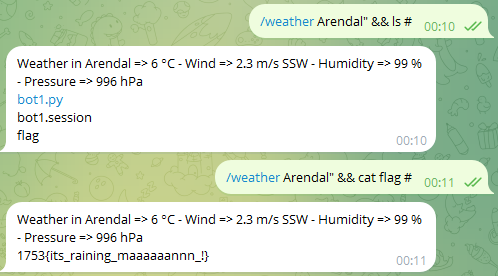 /weather Arendal" && ls #
00:10
Weather in Arendal => 6 °C - Wind => 2.3 m/s SSW - Humidity => 99 %
- Pressure => 996 hPa
bot1.py
bot1.session
flag
00:10
/weather Arendal" && cat flag #
00:11
Weather in Arendal => 6 °C - Wind => 2.3 m/s SSW - Humidity => 99 %
- Pressure => 996 hPa
1753{its_raining_maaaaaannn_!}
00:11